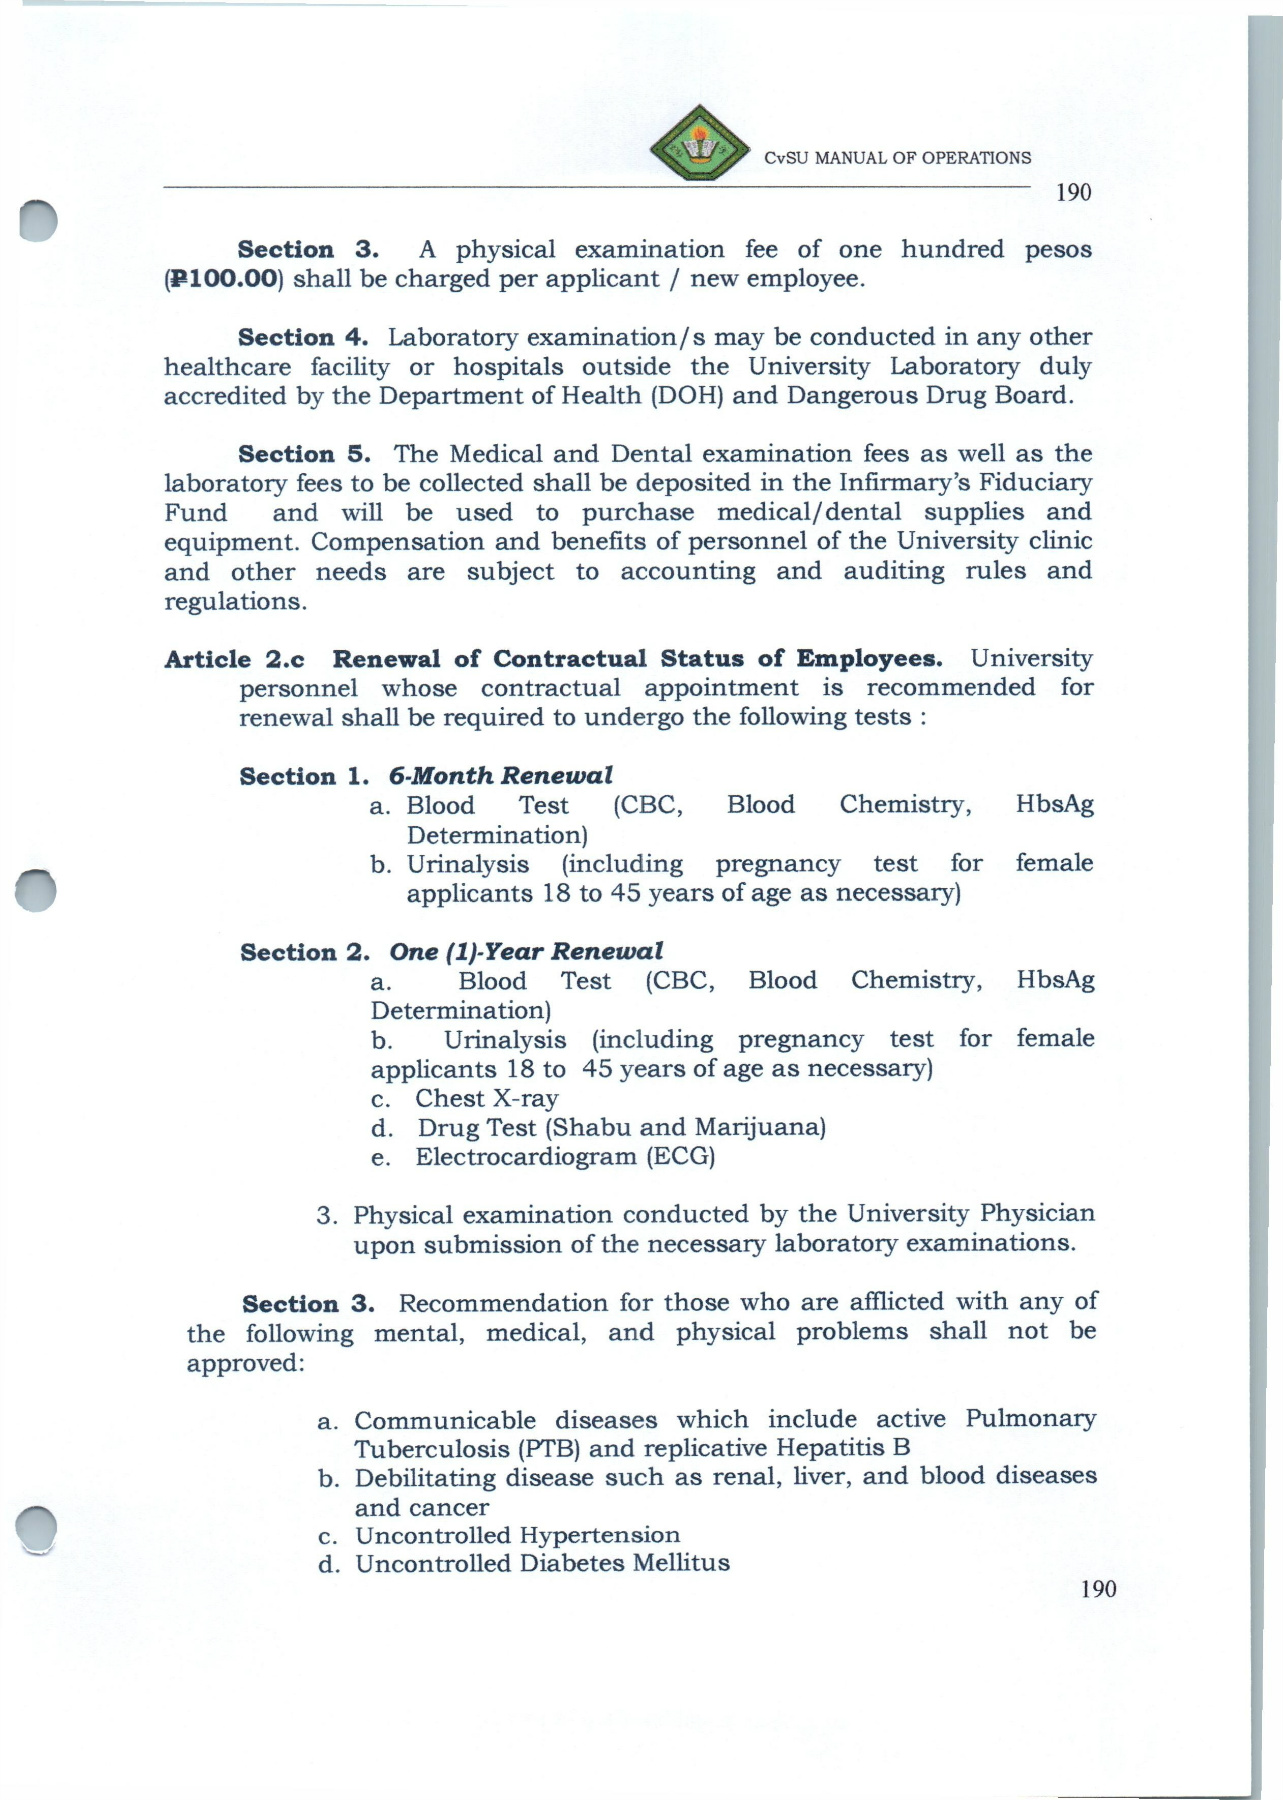 CvSU MANUAL OF OPERATIONS
190
Section 3. A physical examination fee of one hundred pesos
(₱100.00) shall be charged per applicant / new employee.
Section 4. Laboratory examination/s may be conducted in any other
healthcare facility or hospitals outside the University Laboratory duly
accredited by the Department of Health (DOH) and Dangerous Drug Board.
Section 5. The Medical and Dental examination fees as well as the
laboratory fees to be collected shall be deposited in the Infirmary's Fiduciary
Fund and will be used to purchase medical/dental supplies and
equipment. Compensation and benefits of personnel of the University clinic
and other needs are subject to accounting and auditing rules and
regulations.
Article 2.c Renewal of Contractual Status of Employees. University
personnel whose contractual appointment is recommended for
renewal shall be required to undergo the following tests :
Section 1. 6-Month Renewal
a. Blood Test (CBC, Blood Chemistry, HbsAg
Determination)
b. Urinalysis (including pregnancy test for female
applicants 18 to 45 years of age as necessary)
Section 2. One (1)-Year Renewal
a. Blood Test (CBC, Blood Chemistry, HbsAg
Determination)
b. Urinalysis (including pregnancy test for female
applicants 18 to 45 years of age as necessary)
c. Chest X-ray
d. Drug Test (Shabu and Marijuana)
e. Electrocardiogram (ECG)
3. Physical examination conducted by the University Physician
upon submission of the necessary laboratory examinations.
Section 3. Recommendation for those who are afflicted with any of
the following mental, medical, and physical problems shall not be
approved:
a. Communicable diseases which include active Pulmonary
Tuberculosis (PTB) and replicative Hepatitis B
b. Debilitating disease such as renal, liver, and blood diseases
and cancer
c. Uncontrolled Hypertension
d. Uncontrolled Diabetes Mellitus
190